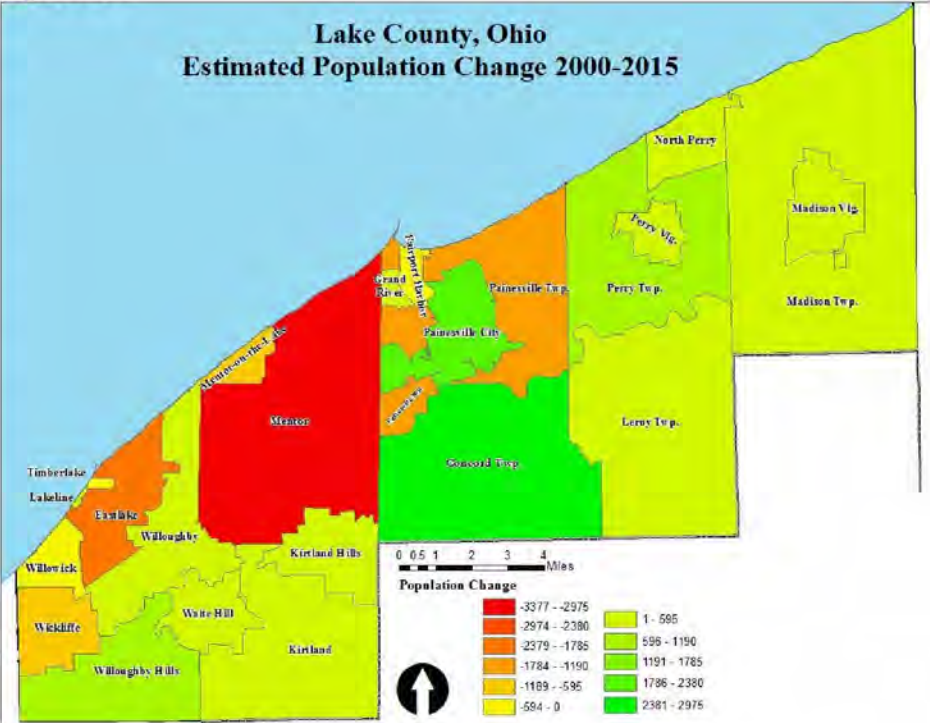 Lake County, Ohio
Estimated Population Change 2000-2015
North Perry
Madison Vlg.
Perry Vlg.
Fairport Harbor
Grand
River
Painesville Twp.
Perry Twp.
Madison Twp.
Painesville City
Mentor-on-the-Lake
Mentor
Leroy Twp.
Concord Twp.
Timberlake
Lakeline
Eastlake
Willoughby
Kirtland Hills
Willowick
Waite Hill
Wickliffe
Kirtland
Willoughby Hills
0 0.5 1 2 3 4
Miles
Population Change
-3377 - -2975
-2974 - -2380
-2379 - -1785
-1784 - -1190
-1189 - -595
-594 - 0
1 - 595
596 - 1190
1191 - 1785
1786 - 2380
2381 - 2975